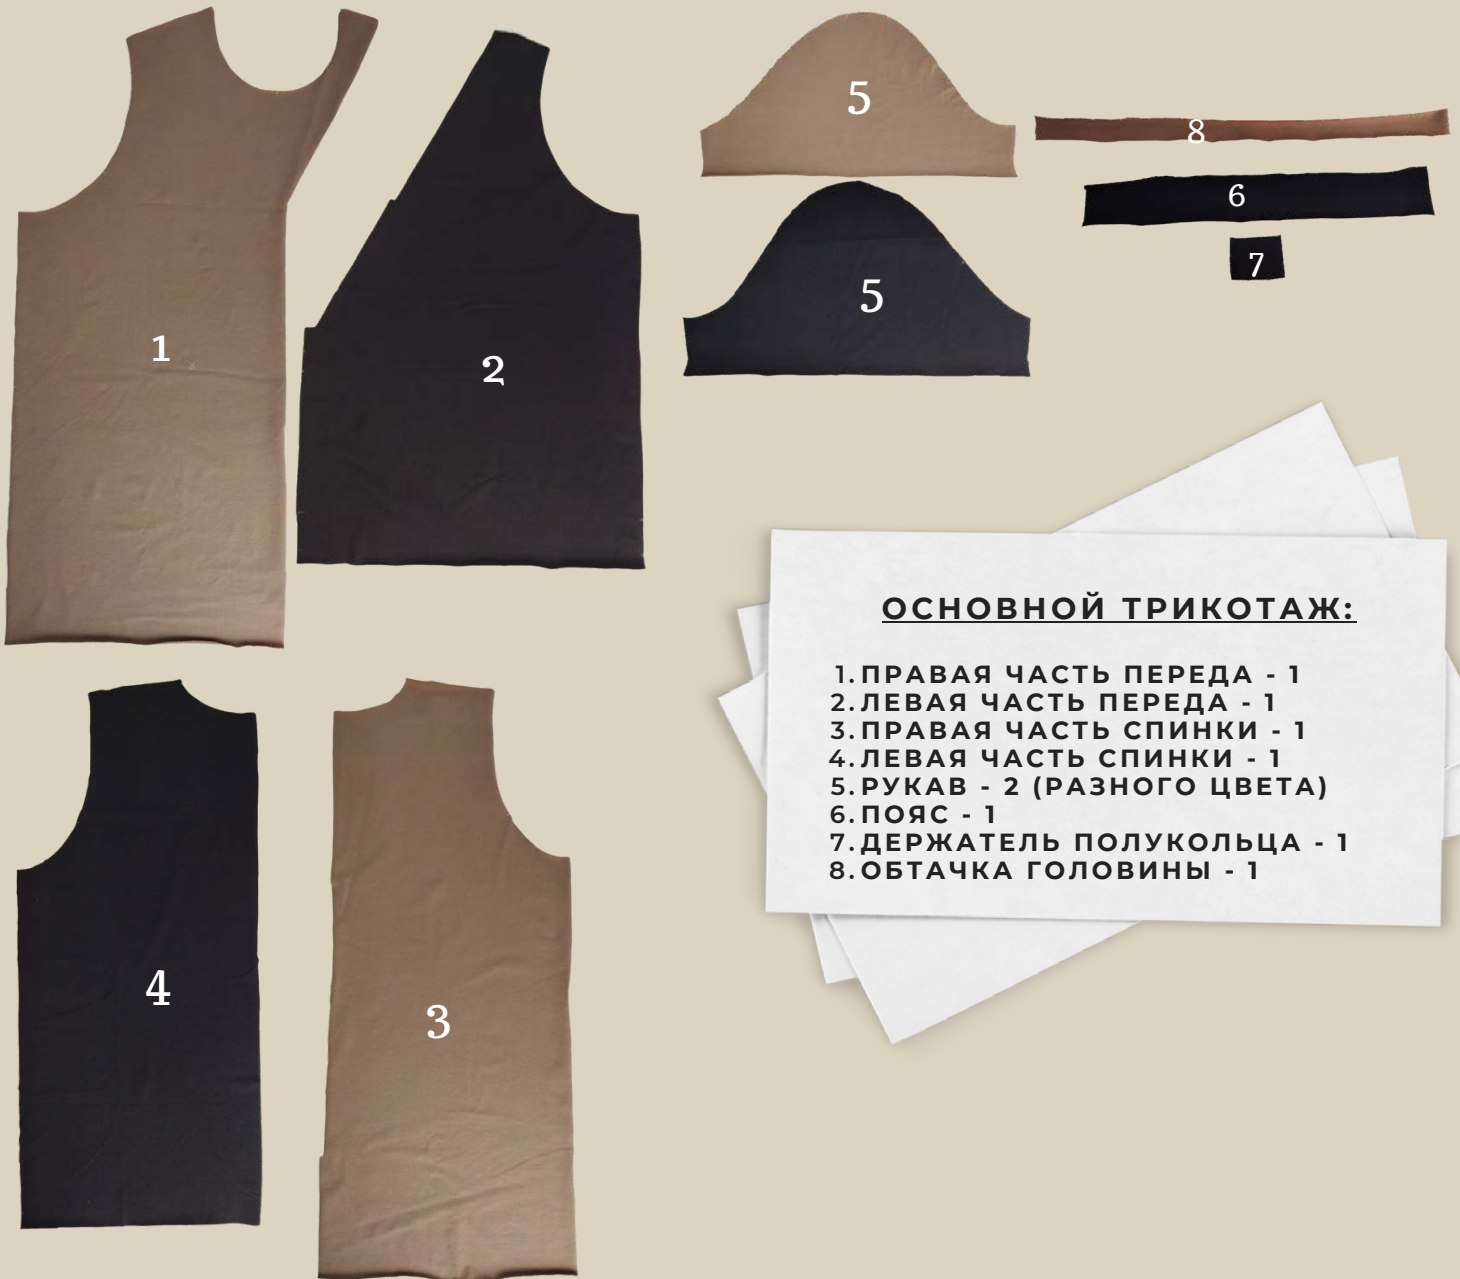 5
8
6
7
5
1
2
ОСНОВНОЙ ТРИКОТАЖ:
1. ПРАВАЯ ЧАСТЬ ПЕРЕДА - 1
2. ЛЕВАЯ ЧАСТЬ ПЕРЕДА - 1
3. ПРАВАЯ ЧАСТЬ СПИНКИ - 1
4. ЛЕВАЯ ЧАСТЬ СПИНКИ - 1
5. РУКАВ - 2 (РАЗНОГО ЦВЕТА)
6. ПОЯС - 1
7. ДЕРЖАТЕЛЬ ПОЛУКОЛЬЦА - 1
8. ОБТАЧКА ГОЛОВИНЫ - 1
4
3